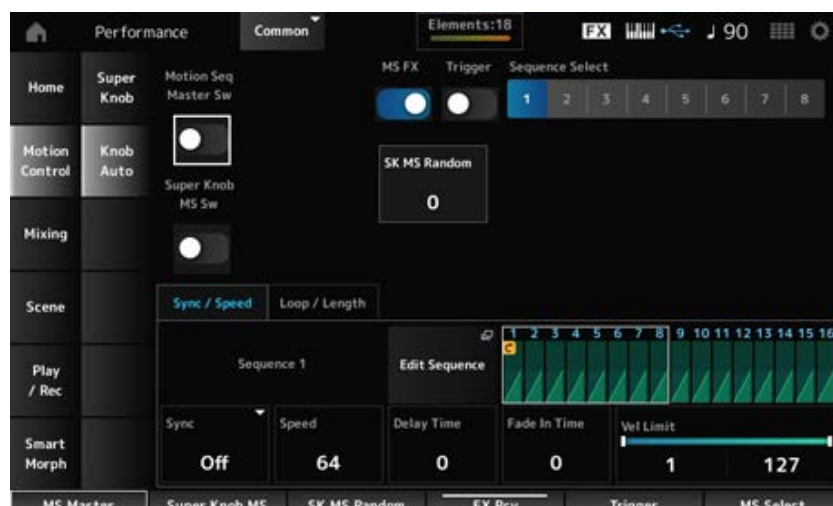 Performance
Common
Elements:18
FX
90
Home
Super
Knob
Motion Seq
Master Sw
MS FX
Trigger
Sequence Select
1 2 3 4 5 6 7 8
Motion
Control
Knob
Auto
SK MS Random
0
Super Knob
MS Sw
Mixing
Scene
Sync / Speed
Loop / Length
Play
/ Rec
Sequence 1
Edit Sequence
1 2 3 4 5 6 7 8 9 10 11 12 13 14 15 16
C
Smart
Morph
Sync
Off
Speed
64
Delay Time
0
Fade In Time
0
Vel Limit
1
127
MS Master
Super Knob MS
SK MS Random
FX Rcv
Trigger
MS Select